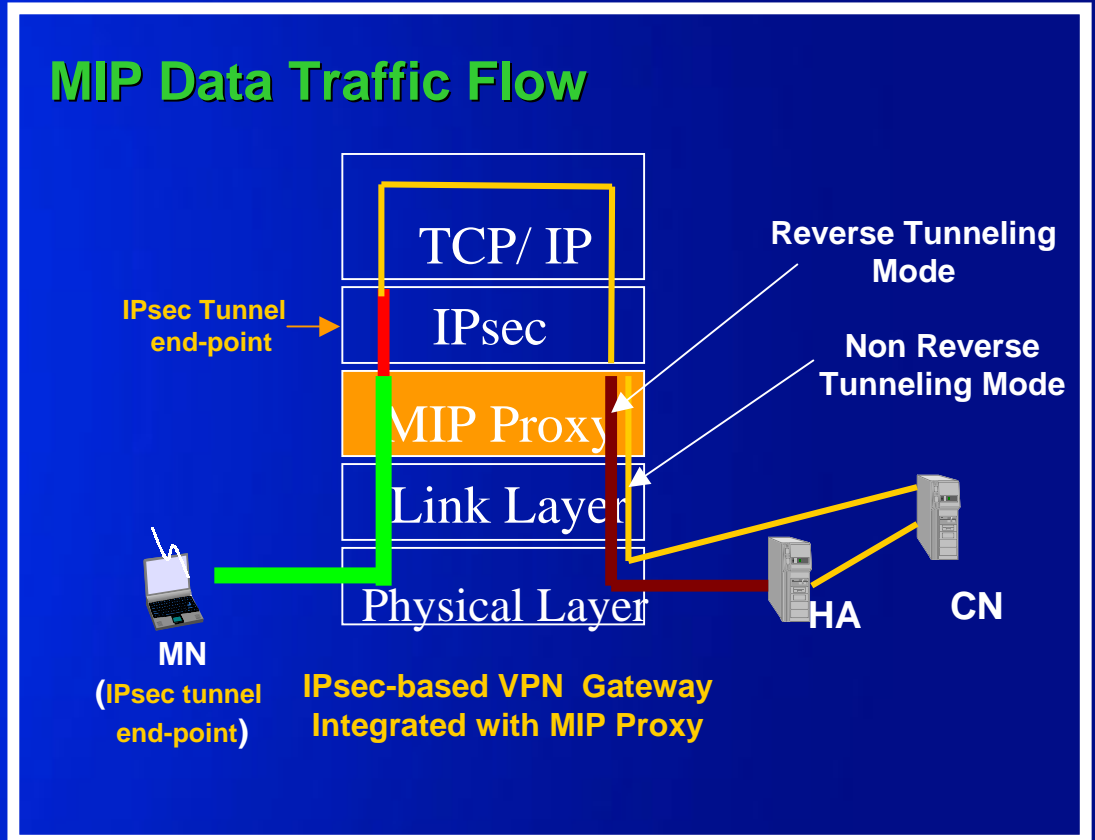 MIP Data Traffic Flow
TCP/ IP
IPsec
MIP Proxy
Link Layer
Physical Layer
IPsec Tunnel
end-point
Reverse Tunneling
Mode
Non Reverse
Tunneling Mode
HA
CN
MN
(IPsec tunnel
end-point)
IPsec-based VPN Gateway
Integrated with MIP Proxy